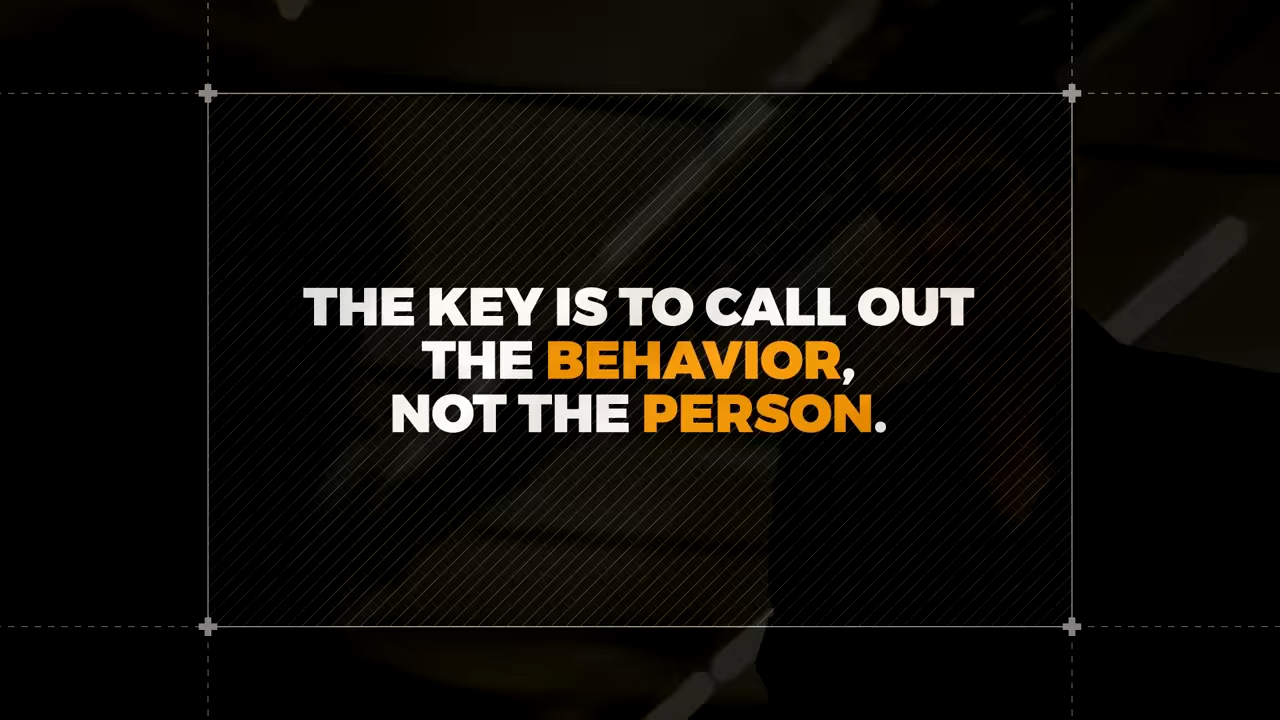 THE KEY IS TO CALL OUT
THE BEHAVIOR,
NOT THE PERSON.